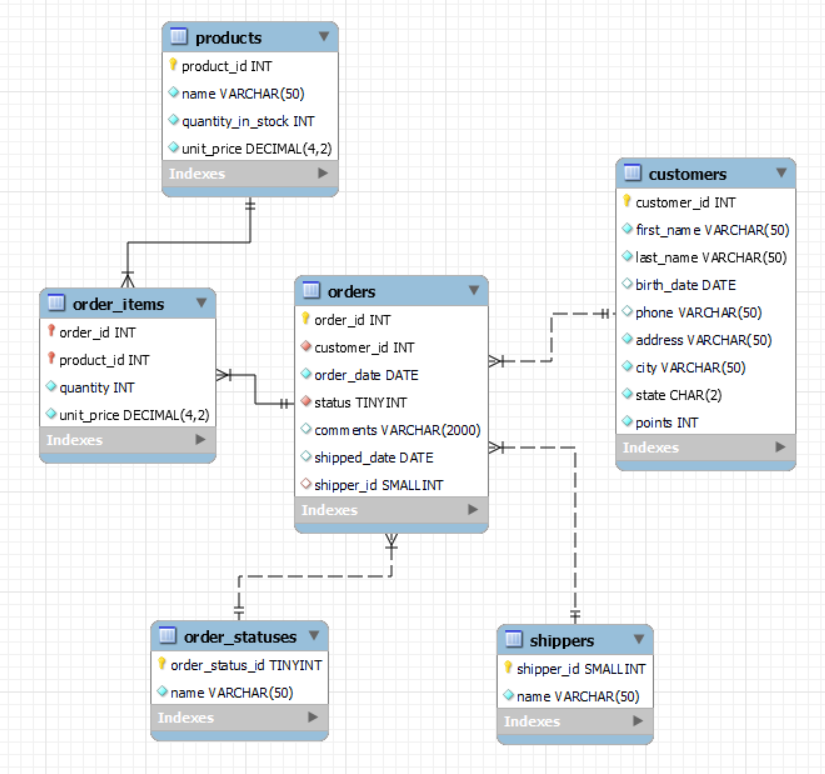 products
product_id INT
name VARCHAR(50)
quantity_in_stock INT
unit_price DECIMAL(4,2)
Indexes
customers
customer_id INT
first_name VARCHAR(50)
last_name VARCHAR(50)
birth_date DATE
phone VARCHAR(50)
address VARCHAR(50)
city VARCHAR(50)
state CHAR(2)
points INT
Indexes
order_items
order_id INT
product_id INT
quantity INT
unit_price DECIMAL(4,2)
Indexes
orders
order_id INT
customer_id INT
order_date DATE
status TINYINT
comments VARCHAR(2000)
shipped_date DATE
shipper_id SMALLINT
Indexes
order_statuses
order_status_id TINYINT
name VARCHAR(50)
Indexes
shippers
shipper_id SMALLINT
name VARCHAR(50)
Indexes